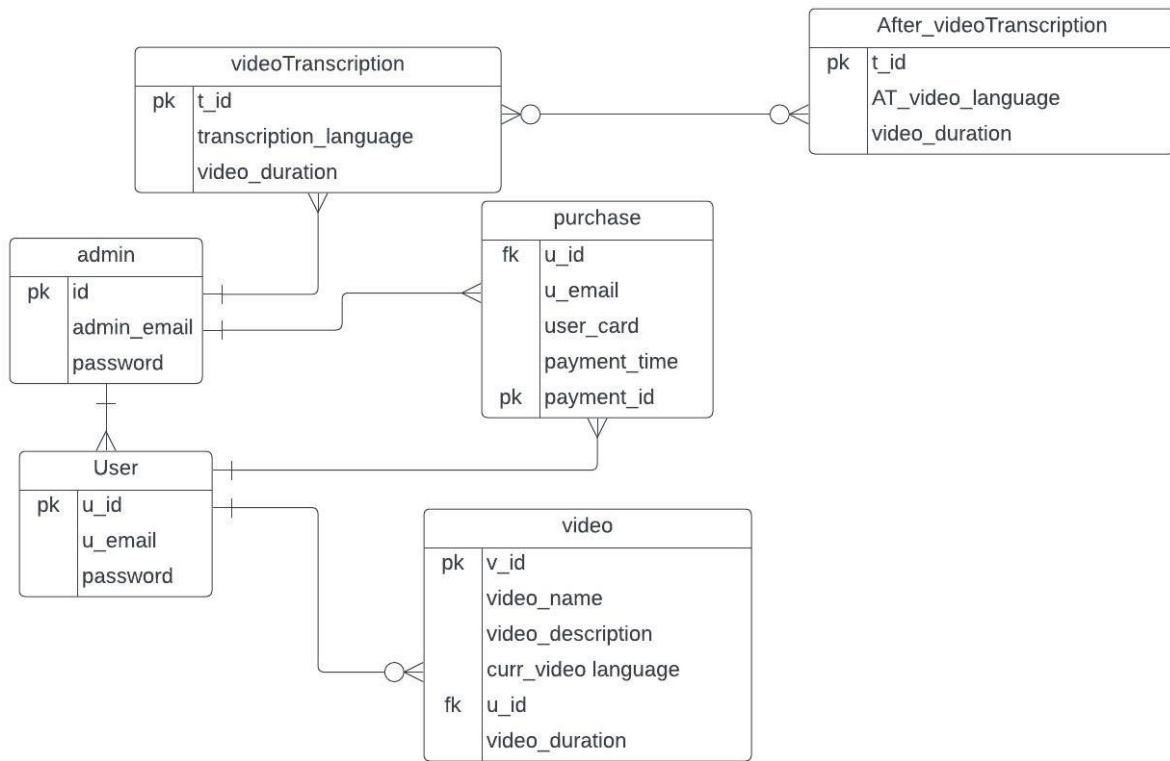 videoTranscription
pk t_id
transcription_language
video_duration
After_videoTranscription
pk t_id
AT_video_language
video_duration
admin
pk id
admin_email
password
purchase
fk u_id
u_email
user_card
payment_time
pk payment_id
User
pk u_id
u_email
password
video
pk v_id
video_name
video_description
curr_video language
fk u_id
video_duration